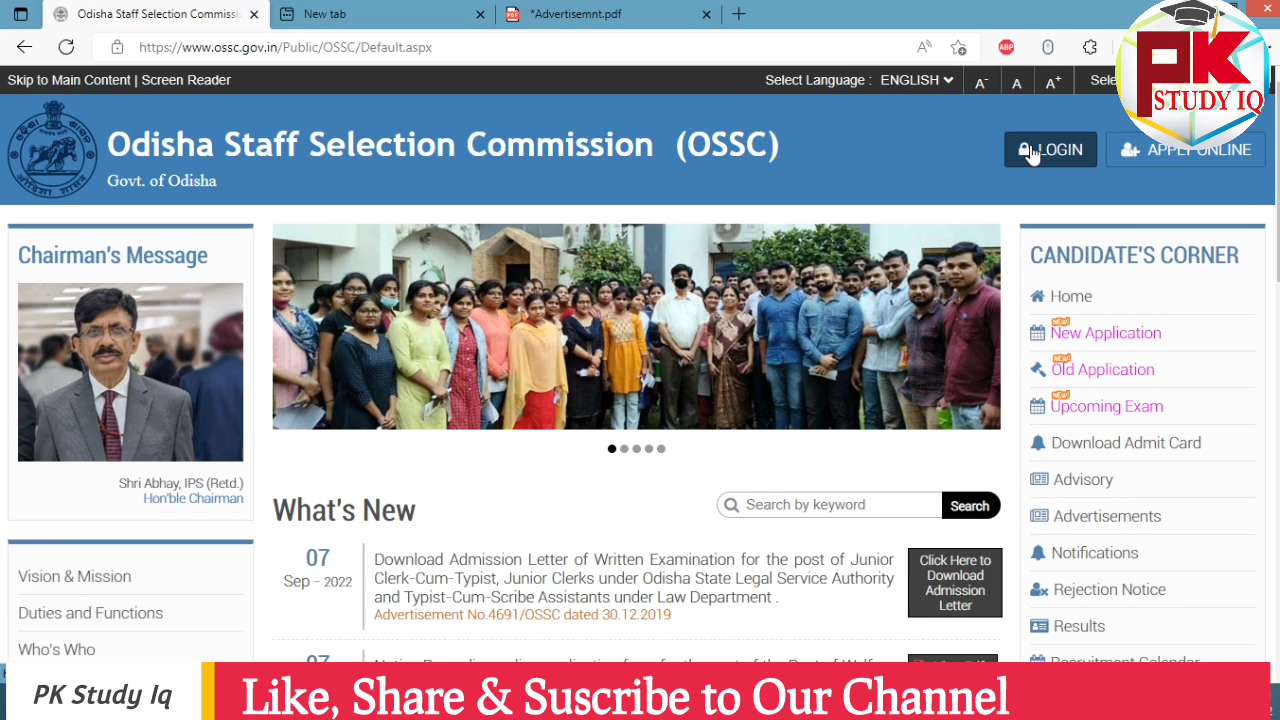 Odisha Staff Selection Commissi
New tab
*Advertisemnt.pdf
https://www.ossc.gov.in/Public/OSSC/Default.aspx
ABP
PK
STUDY IQ
Skip to Main Content | Screen Reader
Select Language : ENGLISH
A-
A
A+
Odisha Staff Selection Commission (OSSC)
Govt. of Odisha
LOGIN
APPLY ONLINE
Chairman's Message
Shri Abhay, IPS (Retd.)
Hon'ble Chairman
Vision & Mission
Duties and Functions
Who's Who
What's New
Search by keyword
Search
07
Sep - 2022
Download Admission Letter of Written Examination for the post of Junior
Clerk-Cum-Typist, Junior Clerks under Odisha State Legal Service Authority
and Typist-Cum-Scribe Assistants under Law Department .
Advertisement No.4691/OSSC dated 30.12.2019
Click Here to
Download
Admission
Letter
07
CANDIDATE'S CORNER
Home
NEW
New Application
NEW
Old Application
NEW
Upcoming Exam
Download Admit Card
Advisory
Advertisements
Notifications
Rejection Notice
Results
Recruitment Calendar
PK Study Iq
Like, Share & Suscribe to Our Channel